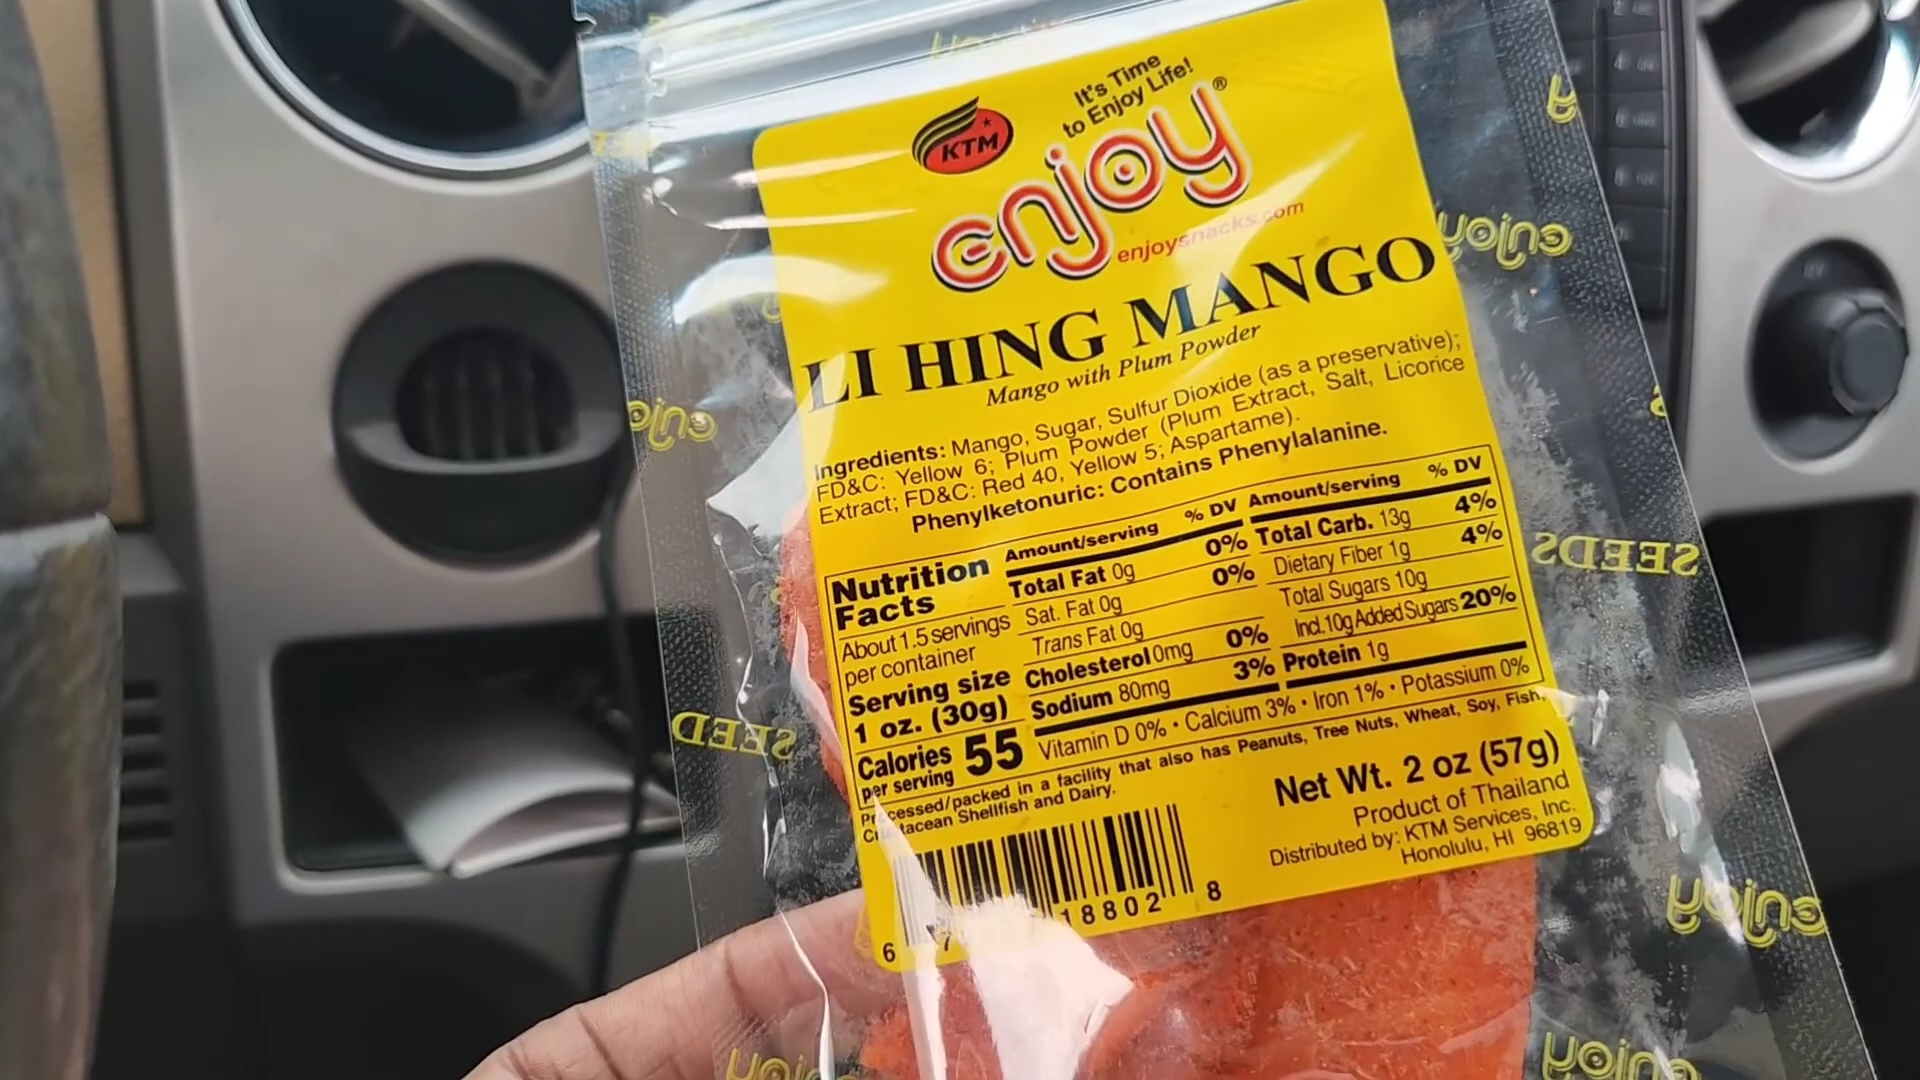 It's Time
to Enjoy Life!
KTM
enjoy®
enjoysnacks.com
LI HING MANGO
Mango with Plum Powder
Ingredients: Mango, Sugar, Sulfur Dioxide (as a preservative);
FD&C: Yellow 6; Plum Powder (Plum Extract, Salt, Licorice
Extract; FD&C: Red 40, Yellow 5; Aspartame).
Phenylketonuric: Contains Phenylalanine.
Nutrition
Facts
About 1.5 servings
per container
Serving size
1 oz. (30g)
Calories
per serving
55
Amount/serving % DV
Total Fat 0g 0%
Sat. Fat 0g 0%
Trans Fat 0g
Cholesterol 0mg 0%
Sodium 80mg 3%
Amount/serving % DV
Total Carb. 13g 4%
Dietary Fiber 1g 4%
Total Sugars 10g
Incl. 10g Added Sugars 20%
Protein 1g
Vitamin D 0% • Calcium 3% • Iron 1% • Potassium 0%
Processed/packed in a facility that also has Peanuts, Tree Nuts, Wheat, Soy, Fish,
Crustacean Shellfish and Dairy.
Net Wt. 2 oz (57g)
Product of Thailand
Distributed by: KTM Services, Inc.
Honolulu, HI 96819
6 7 18802 8
enjoy
enjoy
SEEDS
SEED
enjoy
enjoy